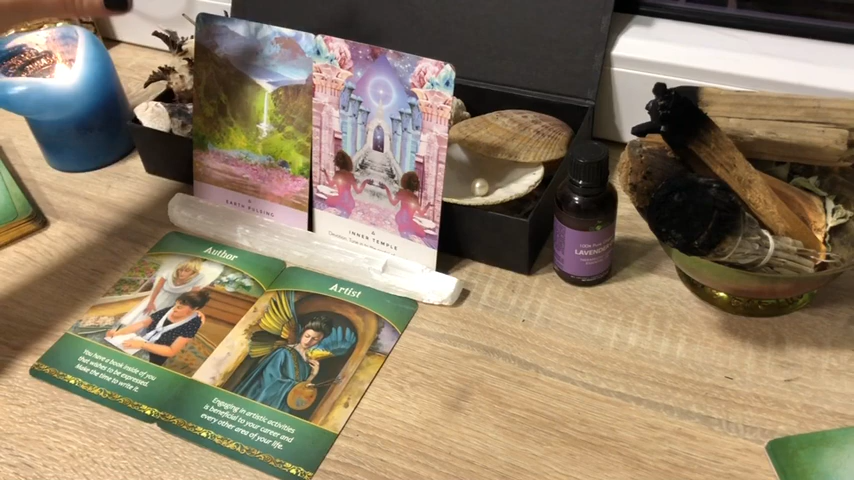 EARTH PULSING
INNER TEMPLE
LAVENDER
Author
You have a book inside of you
that wishes to be expressed.
Make the time to write it.
Artist
Engaging in artistic activities
is beneficial to your career and
every other area of your life.